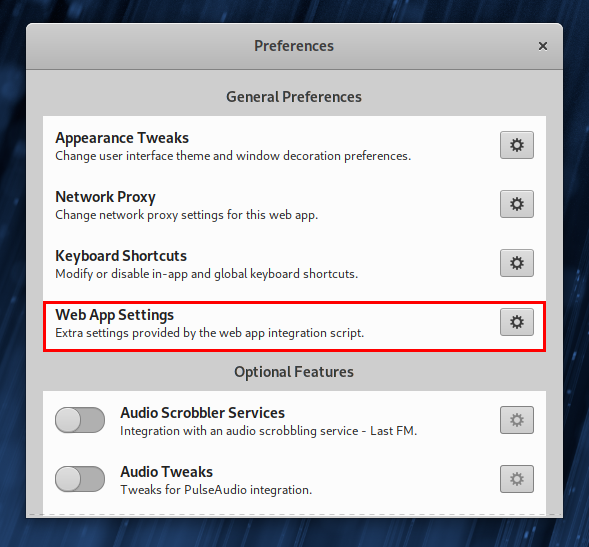 Preferences
General Preferences
Appearance Tweaks
Change user interface theme and window decoration preferences.
Network Proxy
Change network proxy settings for this web app.
Keyboard Shortcuts
Modify or disable in-app and global keyboard shortcuts.
Web App Settings
Extra settings provided by the web app integration script.
Optional Features
Audio Scrobbler Services
Integration with an audio scrobbling service - Last FM.
Audio Tweaks
Tweaks for PulseAudio integration.